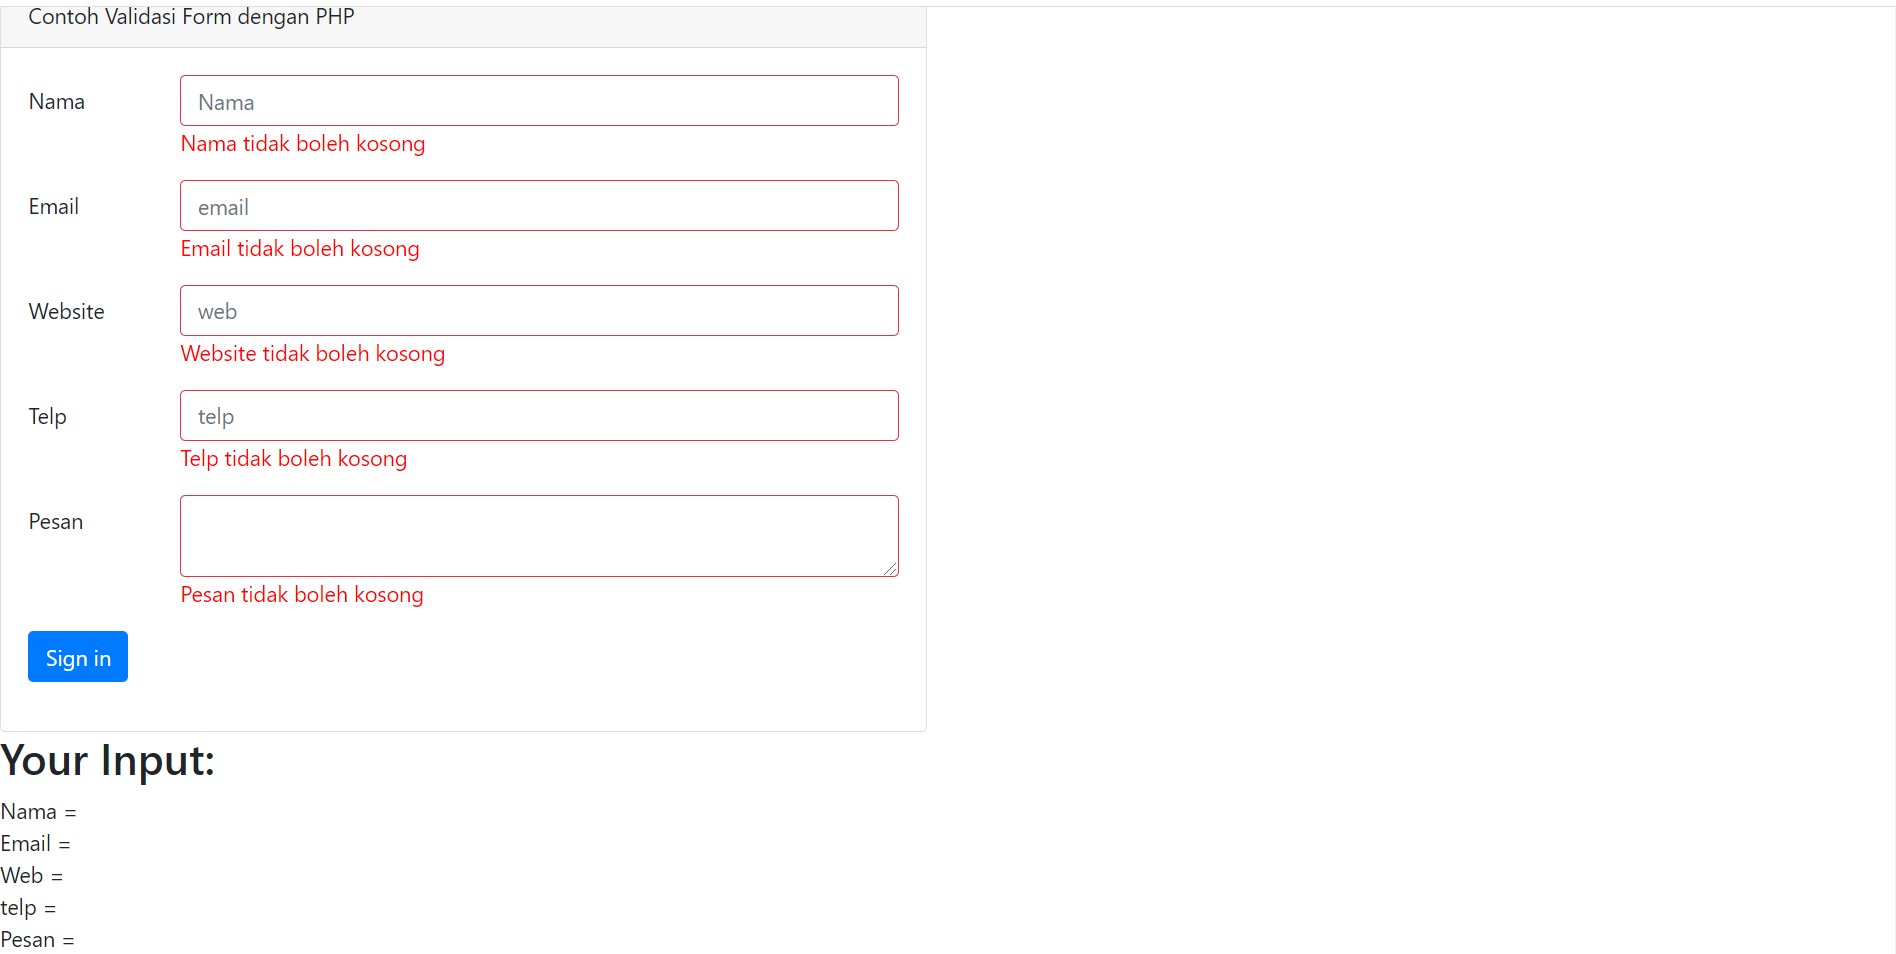 Contoh Validasi Form dengan PHP
Nama
Nama
Nama tidak boleh kosong
Email
email
Email tidak boleh kosong
Website
web
Website tidak boleh kosong
Telp
telp
Telp tidak boleh kosong
Pesan
Pesan tidak boleh kosong
Sign in
Your Input:
Nama =
Email =
Web =
telp =
Pesan =